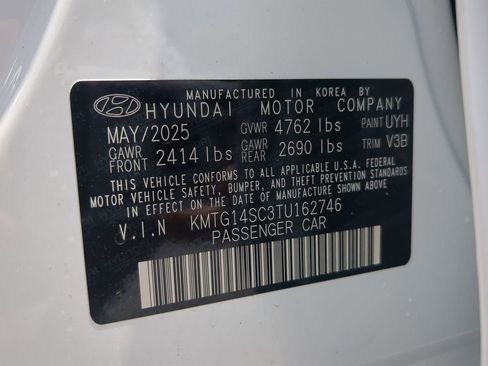 MANUFACTURED IN KOREA BY
HYUNDAI MOTOR COMPANY
MAY/2025 GVWR 4762 lbs PAINT UYH
GAWR FRONT 2414 lbs GAWR REAR 2690 lbs TRIM V3B
THIS VEHICLE CONFORMS TO ALL APPLICABLE U.S.A. FEDERAL
MOTOR VEHICLE SAFETY, BUMPER, AND THEFT PREVENTION STANDARDS
IN EFFECT ON THE DATE OF MANUFACTURE SHOWN ABOVE.
V.I.N KMTG14SC3TU162746
PASSENGER CAR